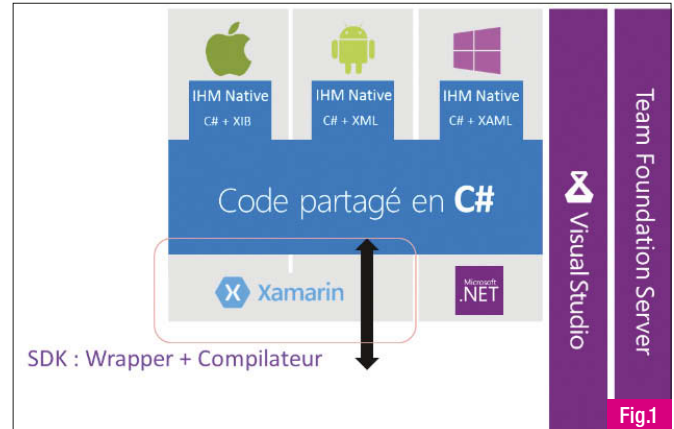 IHM Native
C# + XIB
IHM Native
C# + XML
IHM Native
C# + XAML
Code partagé en C#
X Xamarin
Microsoft
.NET
SDK : Wrapper + Compilateur
Visual Studio
Team Foundation Server
Fig.1